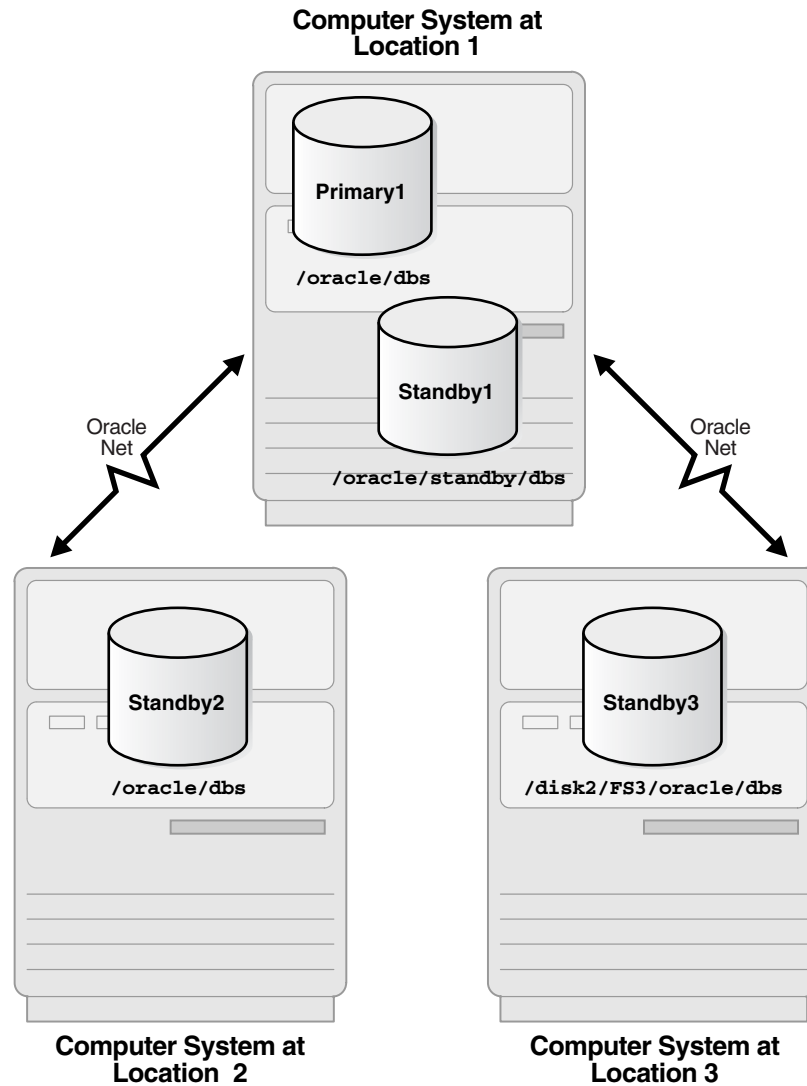 Computer System at
Location 1
Primary1
/oracle/dbs
Standby1
/oracle/standby/dbs
Oracle
Net
Oracle
Net
Standby2
/oracle/dbs
Standby3
/disk2/FS3/oracle/dbs
Computer System at
Location 2
Computer System at
Location 3